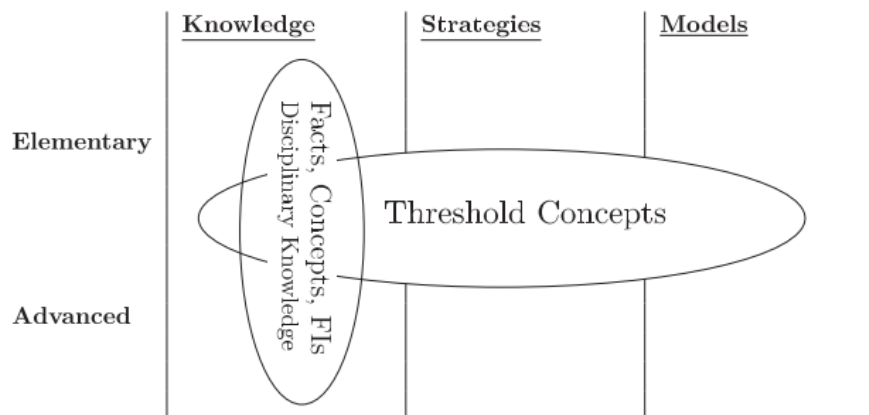 Knowledge
Strategies
Models
Elementary
Advanced
Facts, Concepts, FIs
Disciplinary Knowledge
Threshold Concepts